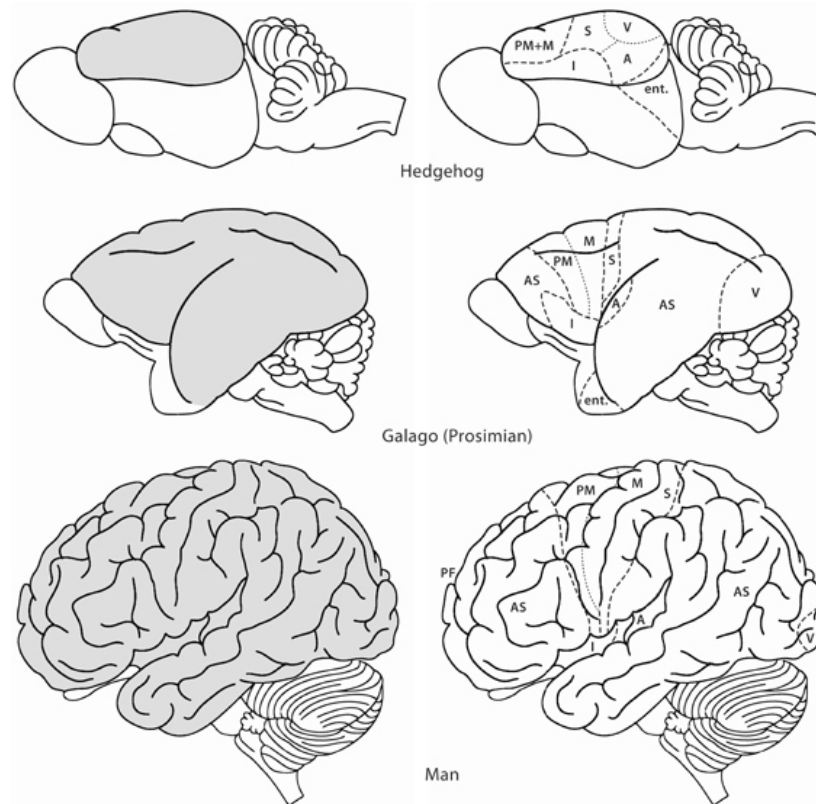 PM+M S V
I A
ent.
Hedgehog
M
PM S
AS
A AS V
I
ent.
Galago (Prosimian)
PM M S
PF
AS AS
A
I V
Man